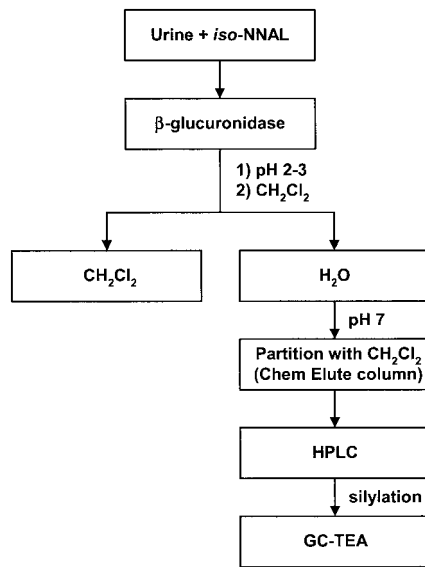 Urine + iso-NNAL
β-glucuronidase
1) pH 2-3
2) CH₂Cl₂
CH₂Cl₂
H₂O
pH 7
Partition with CH₂Cl₂
(Chem Elute column)
HPLC
silylation
GC-TEA